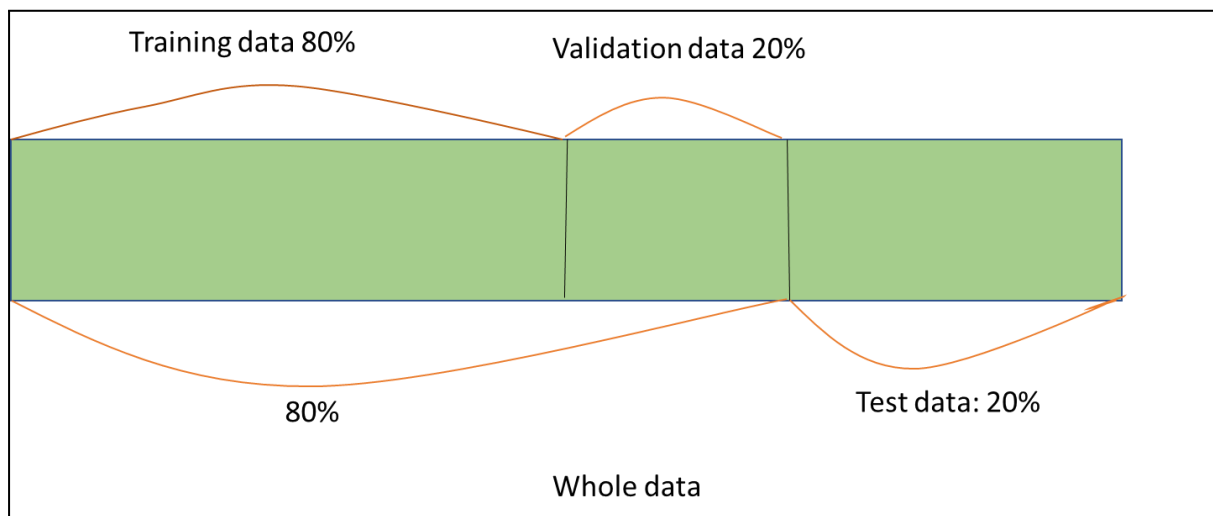 Training data 80%
Validation data 20%
80%
Test data: 20%
Whole data